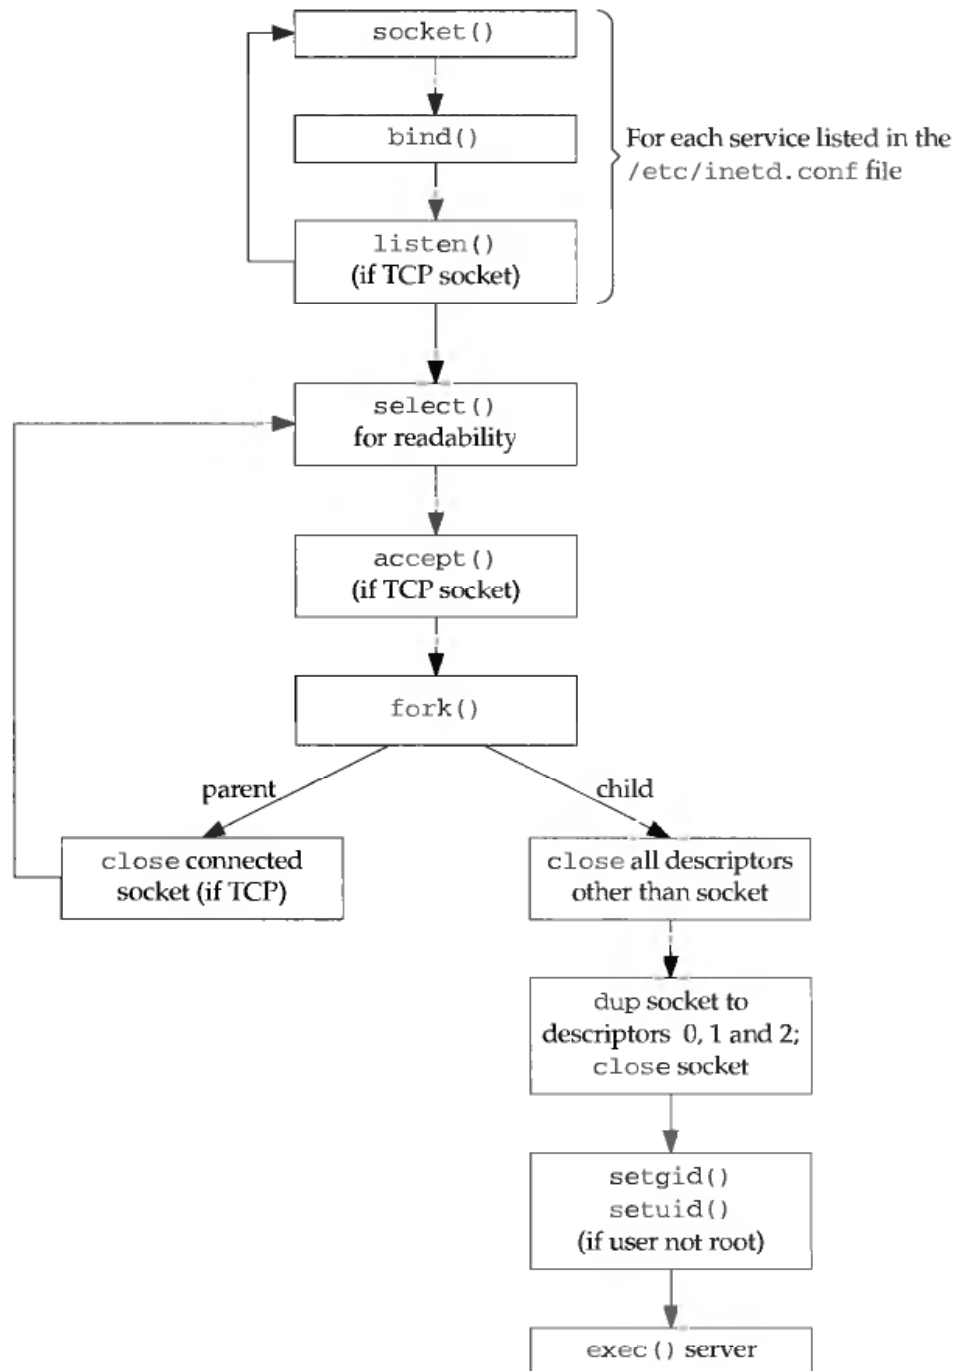 socket()
bind()
For each service listed in the
/etc/inetd.conf file
listen()
(if TCP socket)
select()
for readability
accept()
(if TCP socket)
fork()
parent
child
close connected
socket (if TCP)
close all descriptors
other than socket
dup socket to
descriptors 0, 1 and 2;
close socket
setgid()
setuid()
(if user not root)
exec() server